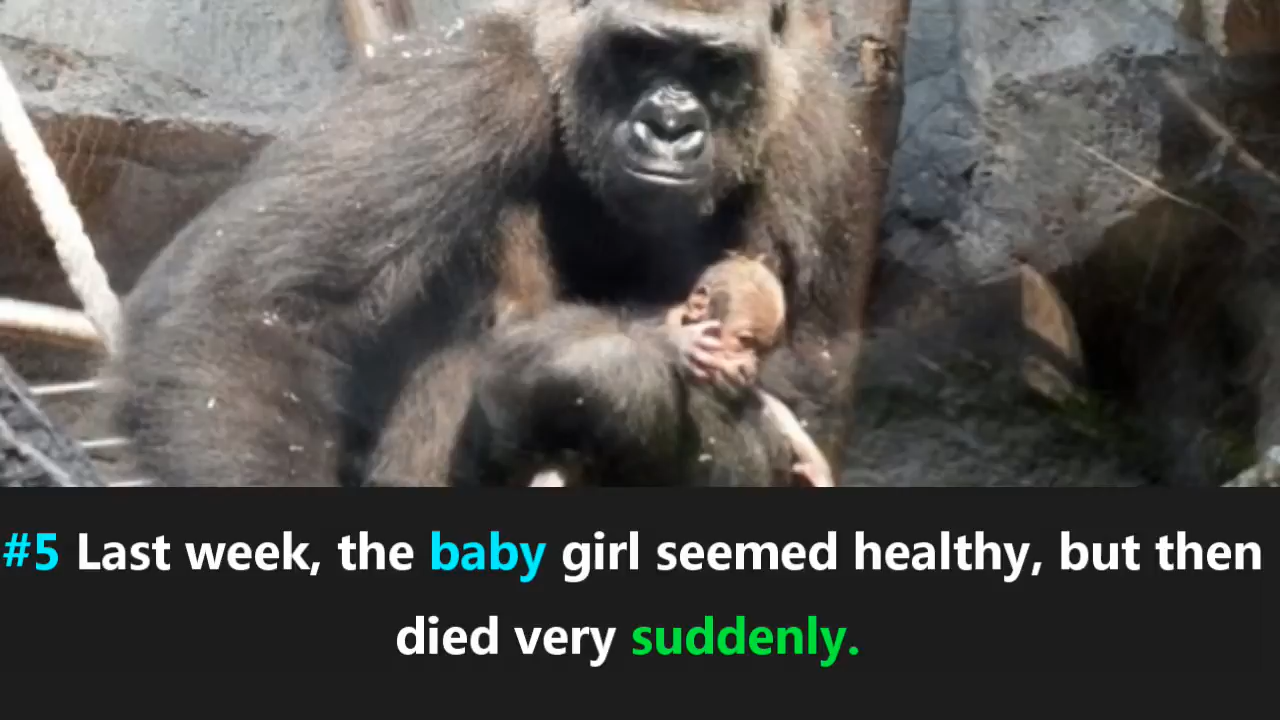 #5 Last week, the baby girl seemed healthy, but then
died very suddenly.